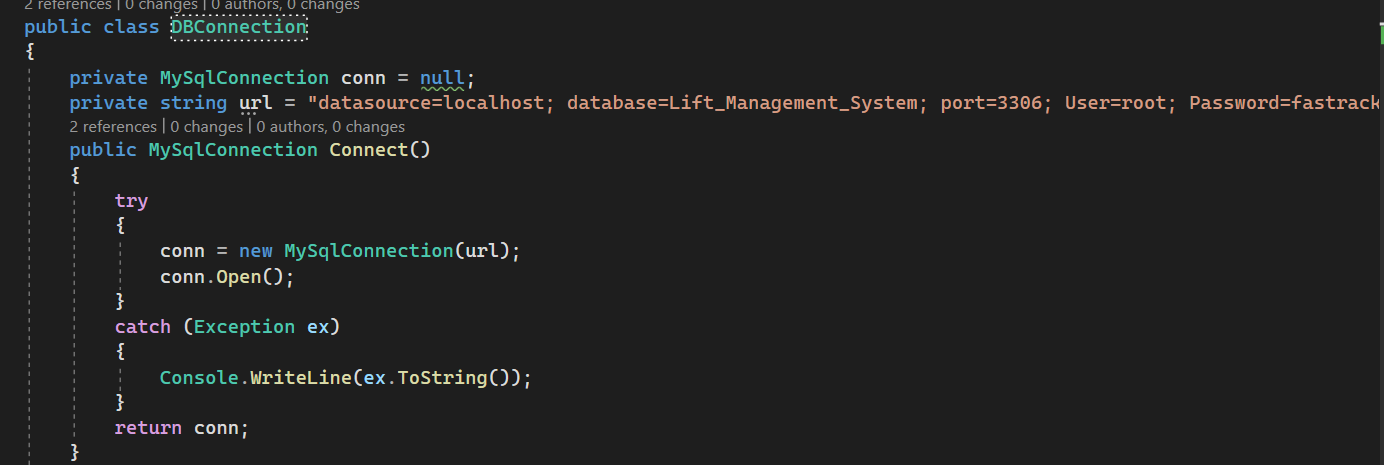 2 references | 0 changes | 0 authors, 0 changes
public class DBConnection
{
private MySqlConnection conn = null;
private string url = "datasource=localhost; database=Lift_Management_System; port=3306; User=root; Password=fastrack
2 references | 0 changes | 0 authors, 0 changes
public MySqlConnection Connect()
{
try
{
conn = new MySqlConnection(url);
conn.Open();
}
catch (Exception ex)
{
Console.WriteLine(ex.ToString());
}
return conn;
}